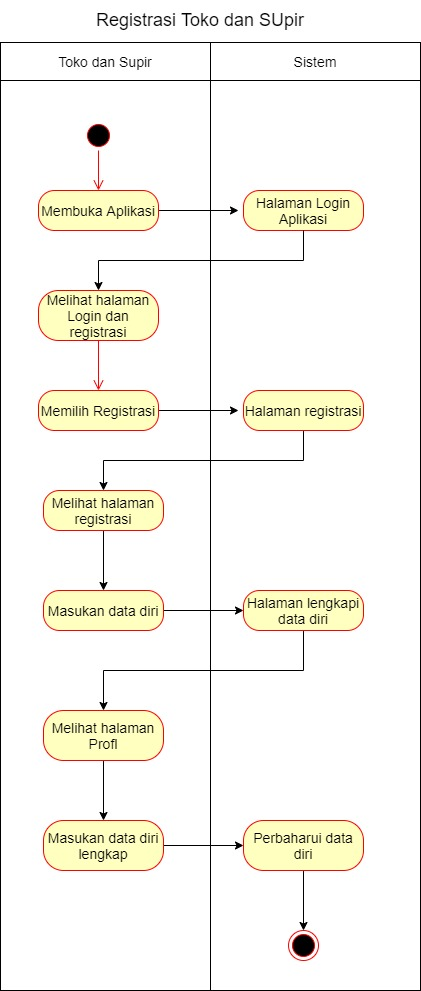 Registrasi Toko dan SUpir
Toko dan Supir
Sistem
Membuka Aplikasi
Halaman Login
Aplikasi
Melihat halaman
Login dan
registrasi
Memilih Registrasi
Halaman registrasi
Melihat halaman
registrasi
Masukan data diri
Halaman lengkapi
data diri
Melihat halaman
Profl
Masukan data diri
lengkap
Perbaharui data
diri